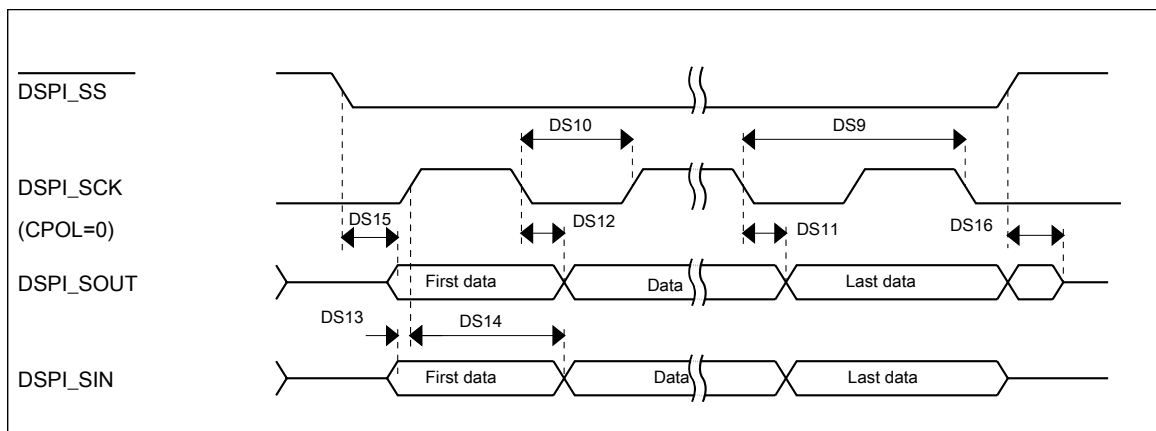 DSPI_SS
DS10
DS9
DSPI_SCK
(CPOL=0)
DS15
DS12
DS11
DS16
DSPI_SOUT
First data
Data
Last data
DS13
DS14
DSPI_SIN
First data
Data
Last data